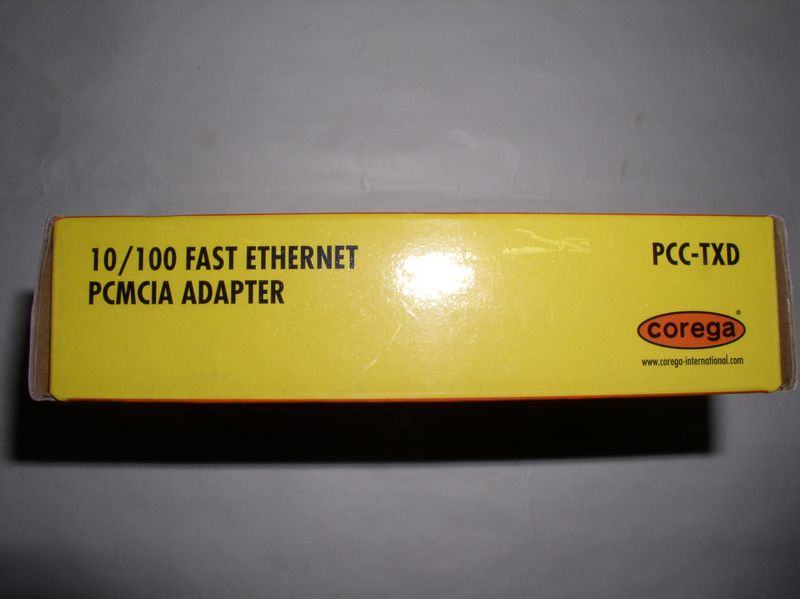 10/100 FAST ETHERNET
PCMCIA ADAPTER
PCC-TXD
corega®
www.corega-international.com